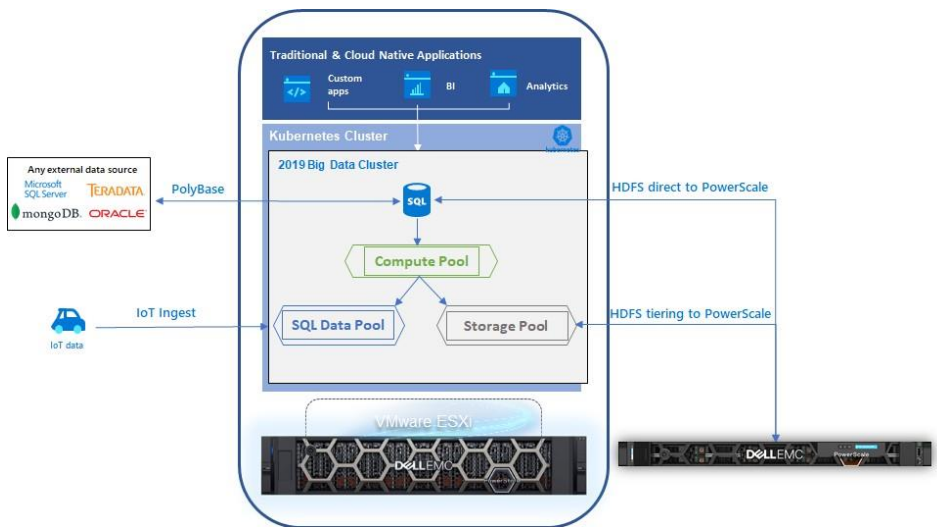 Traditional & Cloud Native Applications
Custom
apps
BI
Analytics
Kubernetes Cluster
kubernetes
2019 Big Data Cluster
Any external data source
Microsoft
SQL Server
TERADATA
mongoDB.
ORACLE
PolyBase
SQL
HDFS direct to PowerScale
Compute Pool
IoT Ingest
SQL Data Pool
Storage Pool
HDFS tiering to PowerScale
IoT data
VMware ESXi
DELLEMC
DELLEMC
PowerScale